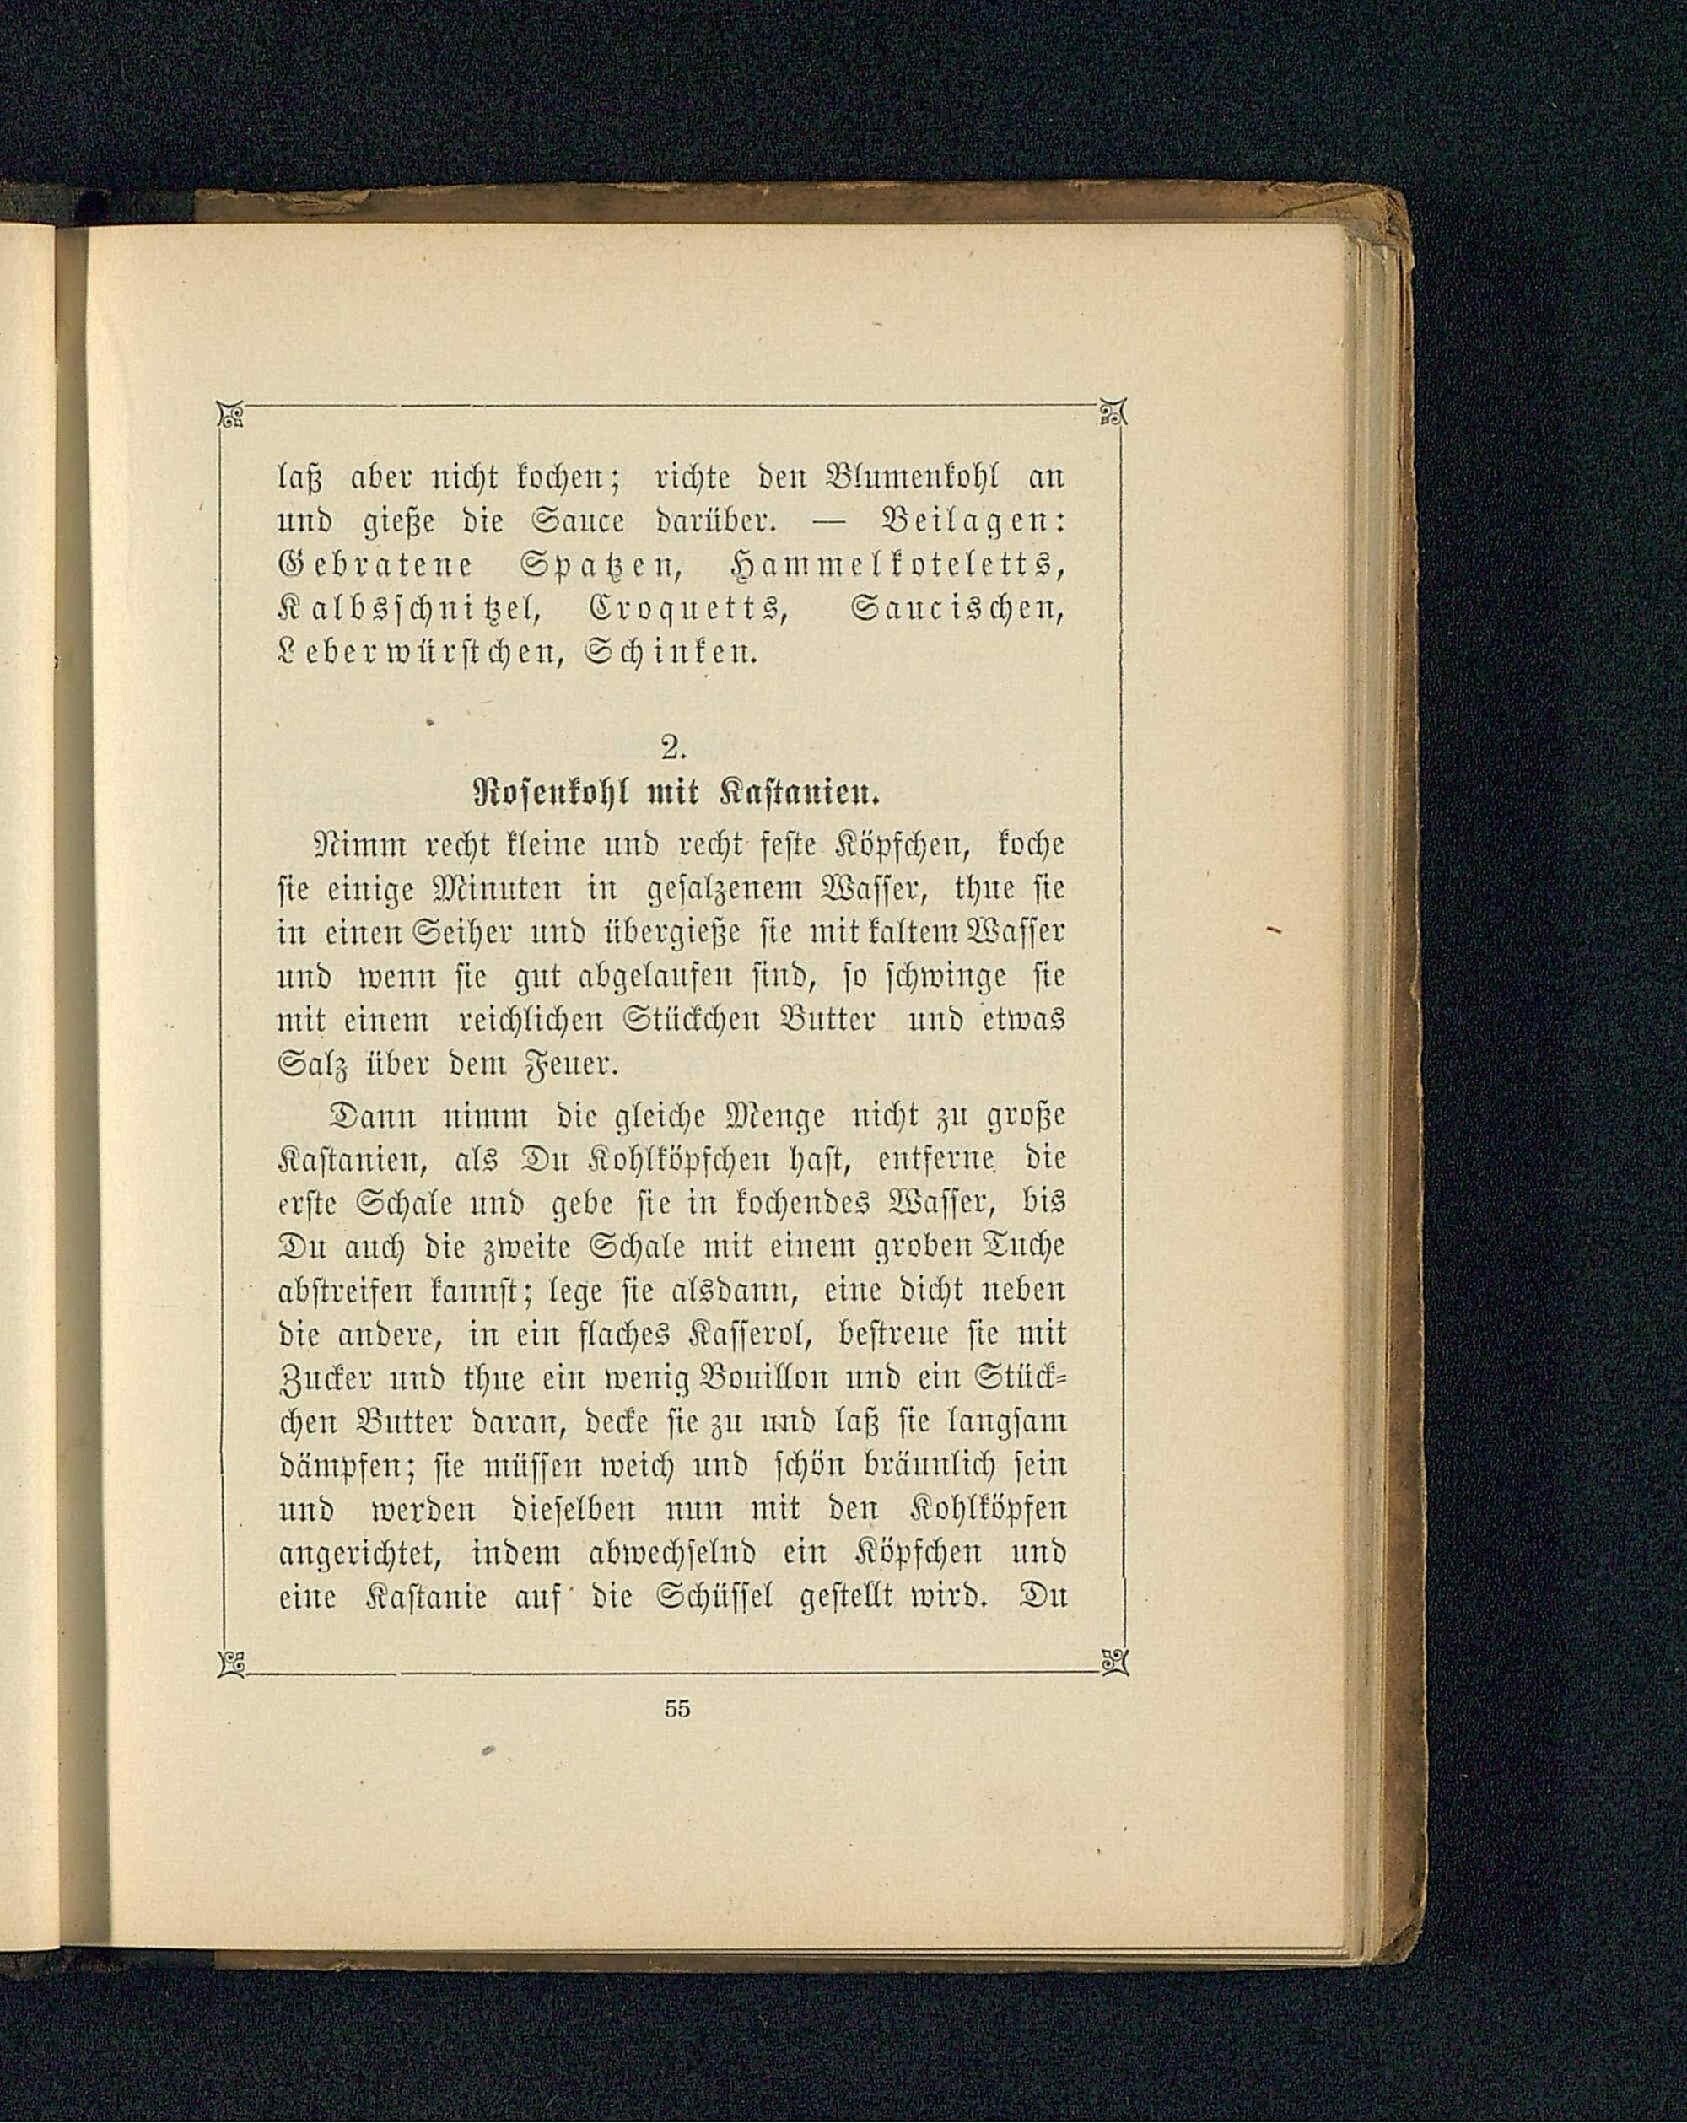 laß aber nicht kochen; richte den Blumenkohl an
und gieße die Sauce darüber. — Beilagen:
Gebratene Spatzen, Hammelkoteletts,
Kalbsschnitzel, Croquetts, Saucischen,
Leberwürstchen, Schinken.
2.
Rosenkohl mit Kastanien.
Nimm recht kleine und recht feste Köpfchen, koche
sie einige Minuten in gesalzenem Wasser, thue sie
in einen Seiher und übergieße sie mit kaltem Wasser
und wenn sie gut abgelaufen sind, so schwinge sie
mit einem reichlichen Stückchen Butter und etwas
Salz über dem Feuer.
Dann nimm die gleiche Menge nicht zu große
Kastanien, als Du Kohlköpfchen hast, entferne die
erste Schale und gebe sie in kochendes Wasser, bis
Du auch die zweite Schale mit einem groben Tuche
abstreifen kannst; lege sie alsdann, eine dicht neben
die andere, in ein flaches Kasserol, bestreue sie mit
Zucker und thue ein wenig Bouillon und ein Stück-
chen Butter daran, decke sie zu und laß sie langsam
dämpfen; sie müssen weich und schön bräunlich sein
und werden dieselben nun mit den Kohlköpfen
angerichtet, indem abwechselnd ein Köpfchen und
eine Kastanie auf die Schüssel gestellt wird. Du
55